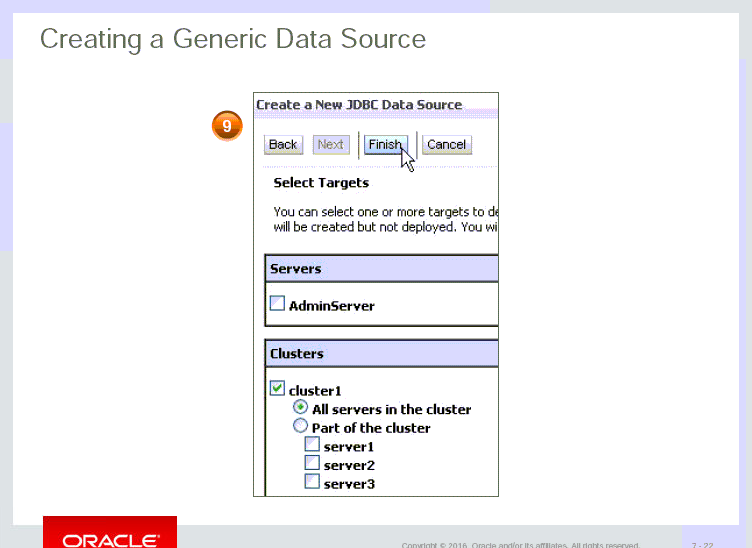 Creating a Generic Data Source
9
Create a New JDBC Data Source
Back Next Finish Cancel
Select Targets
You can select one or more targets to de
will be created but not deployed. You wi
Servers
AdminServer
Clusters
cluster1
All servers in the cluster
Part of the cluster
server1
server2
server3
ORACLE
Copyright © 2016, Oracle and/or its affiliates. All rights reserved.
7 - 22